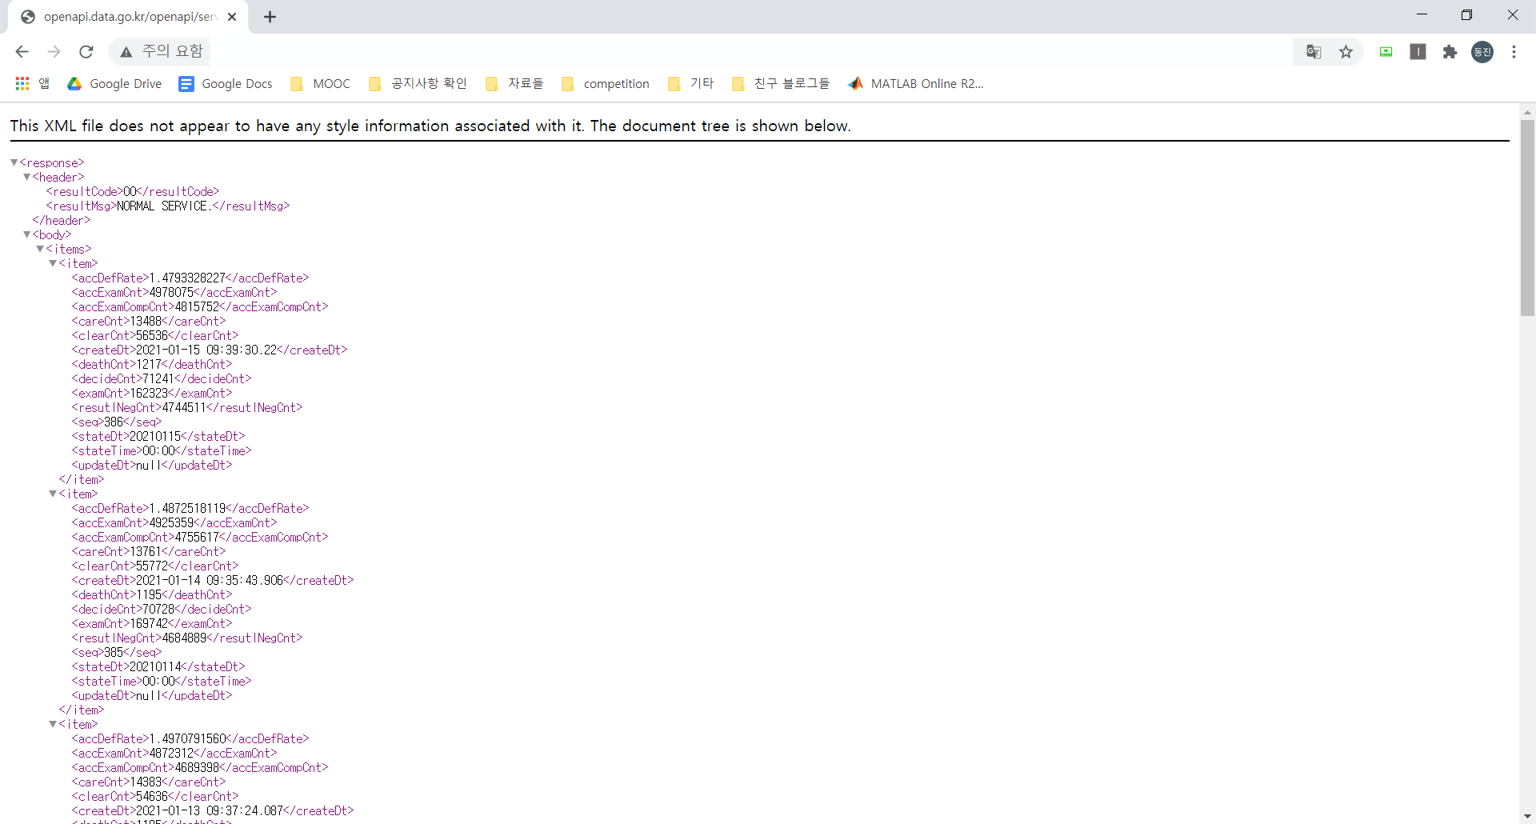 openapi.data.go.kr/openapi/serv
주의 요함
동진
앱 Google Drive Google Docs MOOC 공지사항 확인 자료들 competition 기타 친구 블로그들 MATLAB Online R2...
This XML file does not appear to have any style information associated with it. The document tree is shown below.
<response>
<header>
<resultCode>00</resultCode>
<resultMsg>NORMAL SERVICE.</resultMsg>
</header>
<body>
<items>
<item>
<accDefRate>1.4793328227</accDefRate>
<accExamCnt>4978075</accExamCnt>
<accExamCompCnt>4815752</accExamCompCnt>
<careCnt>13488</careCnt>
<clearCnt>56536</clearCnt>
<createDt>2021-01-15 09:39:30.22</createDt>
<deathCnt>1217</deathCnt>
<decideCnt>71241</decideCnt>
<examCnt>162323</examCnt>
<resutlNegCnt>4744511</resutlNegCnt>
<seq>386</seq>
<stateDt>20210115</stateDt>
<stateTime>00:00</stateTime>
<updateDt>null</updateDt>
</item>
<item>
<accDefRate>1.4872518119</accDefRate>
<accExamCnt>4925359</accExamCnt>
<accExamCompCnt>4755617</accExamCompCnt>
<careCnt>13761</careCnt>
<clearCnt>55772</clearCnt>
<createDt>2021-01-14 09:35:43.906</createDt>
<deathCnt>1195</deathCnt>
<decideCnt>70728</decideCnt>
<examCnt>169742</examCnt>
<resutlNegCnt>4684889</resutlNegCnt>
<seq>385</seq>
<stateDt>20210114</stateDt>
<stateTime>00:00</stateTime>
<updateDt>null</updateDt>
</item>
<item>
<accDefRate>1.4970791560</accDefRate>
<accExamCnt>4872312</accExamCnt>
<accExamCompCnt>4689398</accExamCompCnt>
<careCnt>14383</careCnt>
<clearCnt>54636</clearCnt>
<createDt>2021-01-13 09:37:24.087</createDt>